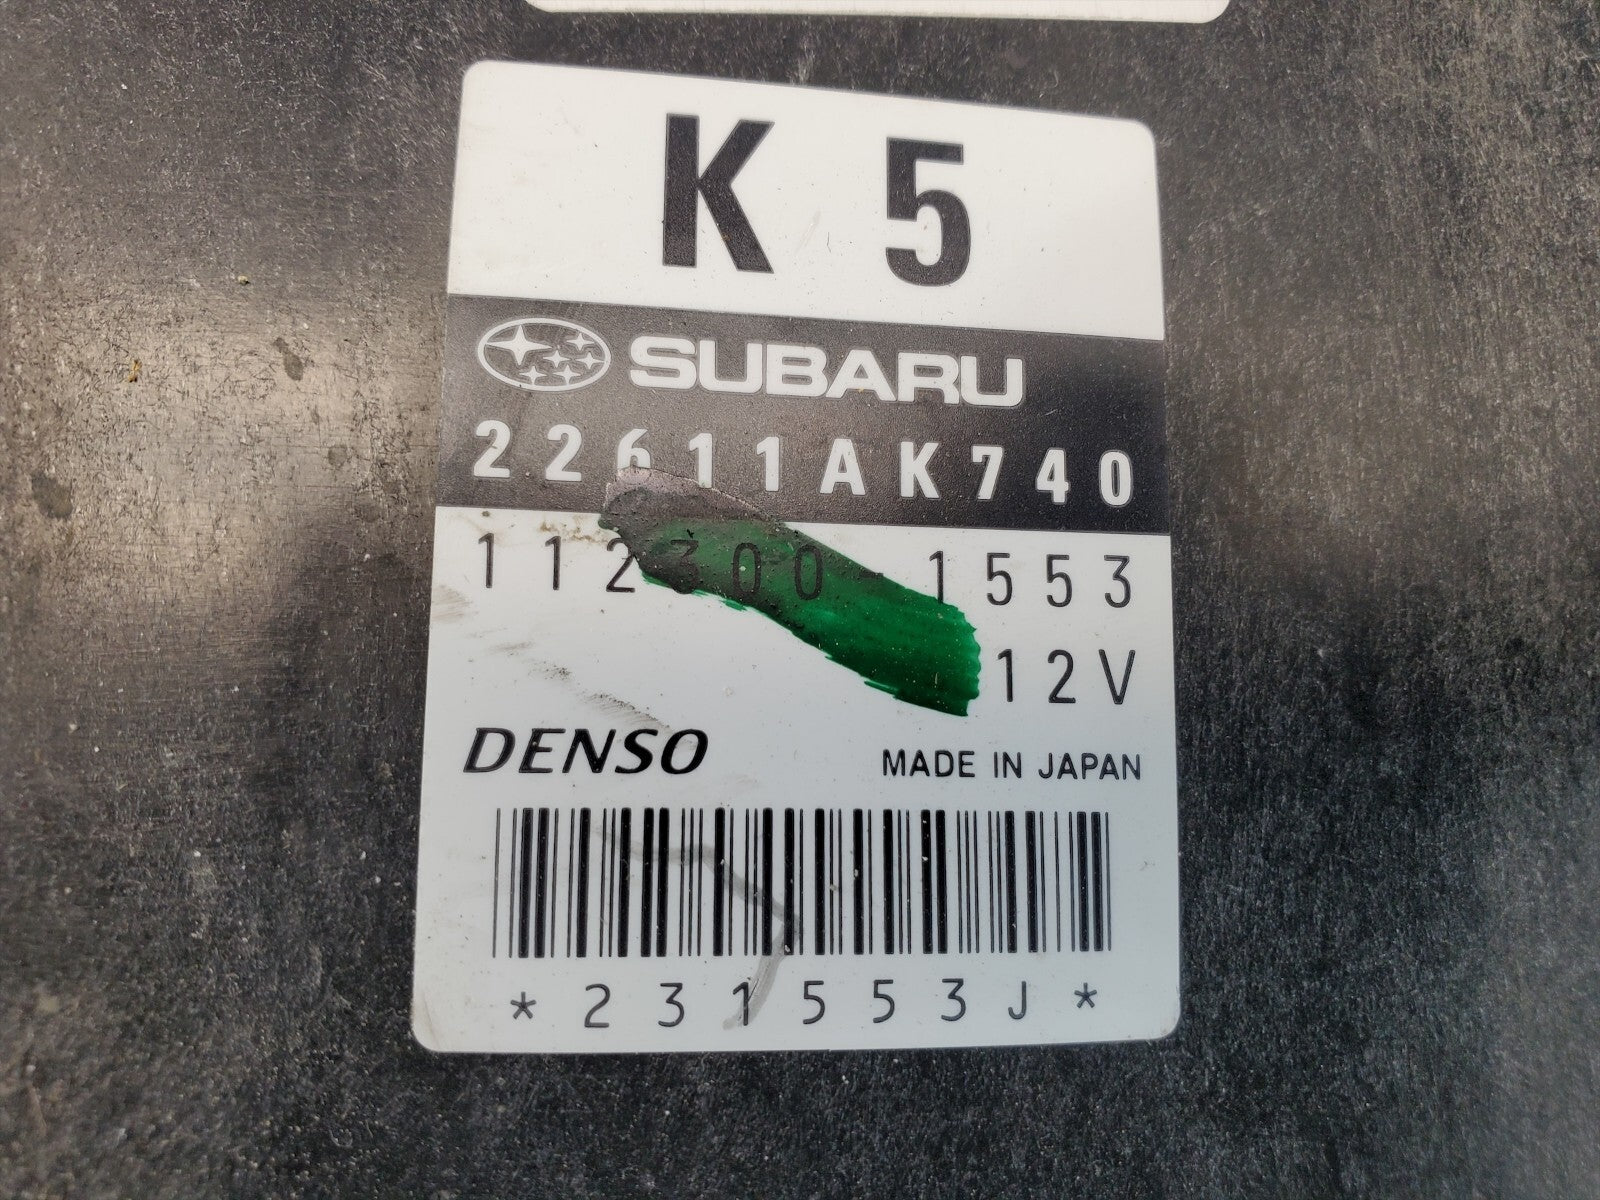 K 5
SUBARU
22611AK740
112300-1553
12V
DENSO
MADE IN JAPAN
*231553J*